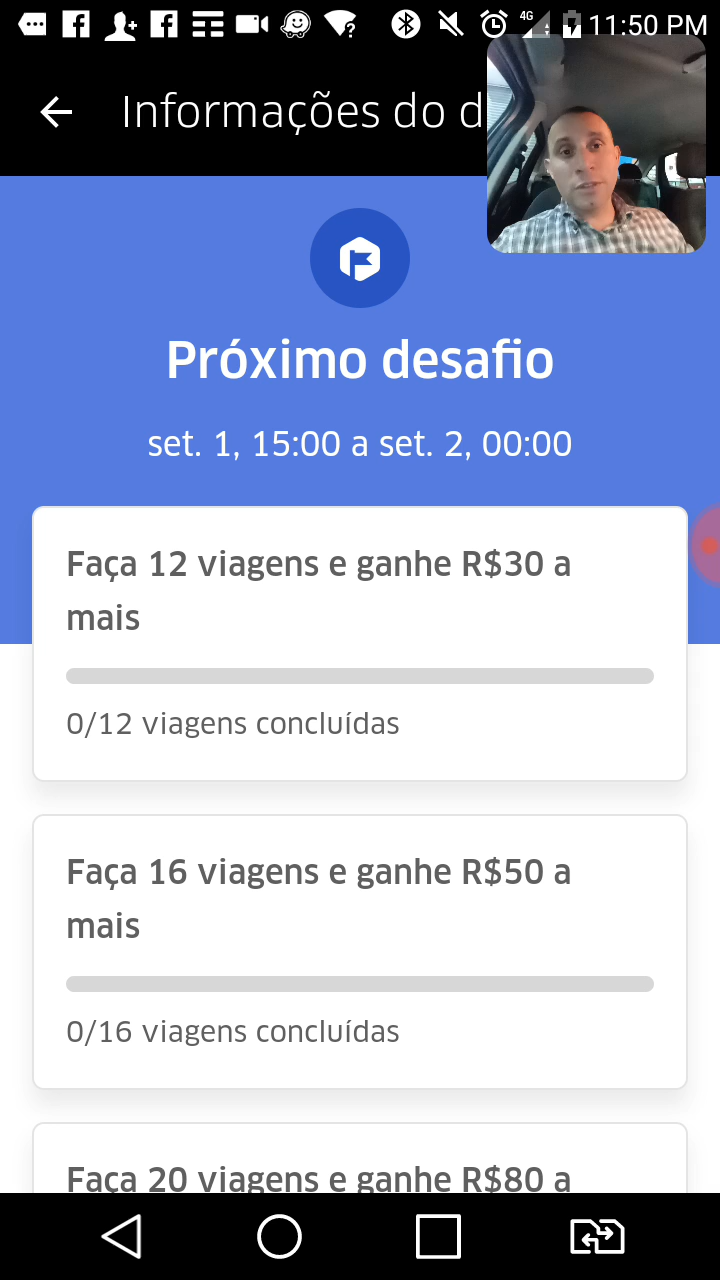 4G 11:50 PM
Informações do d
Próximo desafio
set. 1, 15:00 a set. 2, 00:00
Faça 12 viagens e ganhe R$30 a
mais
0/12 viagens concluídas
Faça 16 viagens e ganhe R$50 a
mais
0/16 viagens concluídas
Faça 20 viagens e ganhe R$80 a